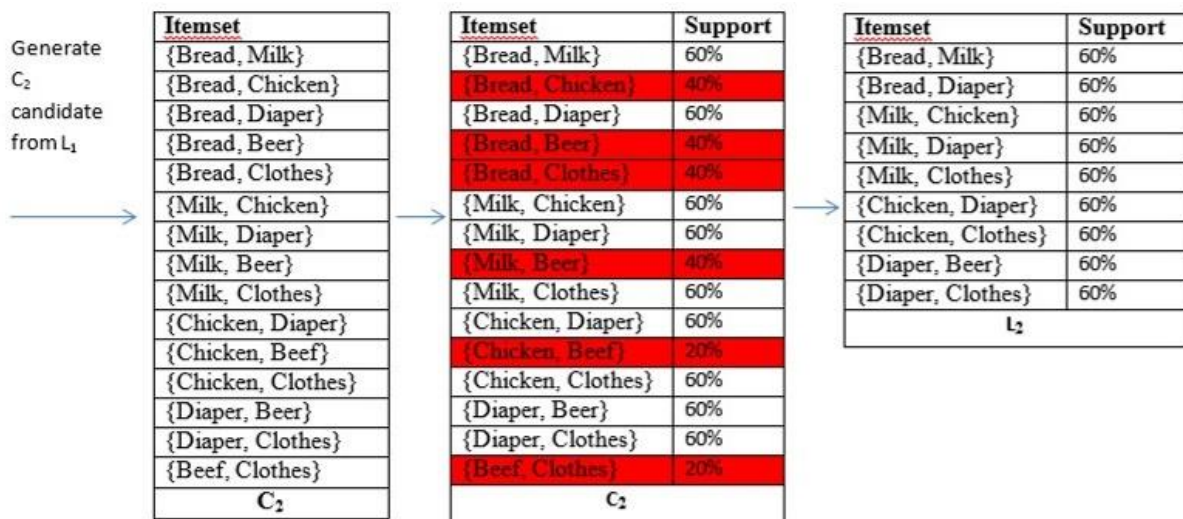 Generate
C₂
candidate
from L₁
Itemset
{Bread, Milk}
{Bread, Chicken}
{Bread, Diaper}
{Bread, Beer}
{Bread, Clothes}
{Milk, Chicken}
{Milk, Diaper}
{Milk, Beer}
{Milk, Clothes}
{Chicken, Diaper}
{Chicken, Beef}
{Chicken, Clothes}
{Diaper, Beer}
{Diaper, Clothes}
{Beef, Clothes}
C₂
Itemset Support
{Bread, Milk} 60%
{Bread, Chicken} 40%
{Bread, Diaper} 60%
{Bread, Beer} 40%
{Bread, Clothes} 40%
{Milk, Chicken} 60%
{Milk, Diaper} 60%
{Milk, Beer} 40%
{Milk, Clothes} 60%
{Chicken, Diaper} 60%
{Chicken, Beef} 20%
{Chicken, Clothes} 60%
{Diaper, Beer} 60%
{Diaper, Clothes} 60%
{Beef, Clothes} 20%
C₂
Itemset Support
{Bread, Milk} 60%
{Bread, Diaper} 60%
{Milk, Chicken} 60%
{Milk, Diaper} 60%
{Milk, Clothes} 60%
{Chicken, Diaper} 60%
{Chicken, Clothes} 60%
{Diaper, Beer} 60%
{Diaper, Clothes} 60%
L₂